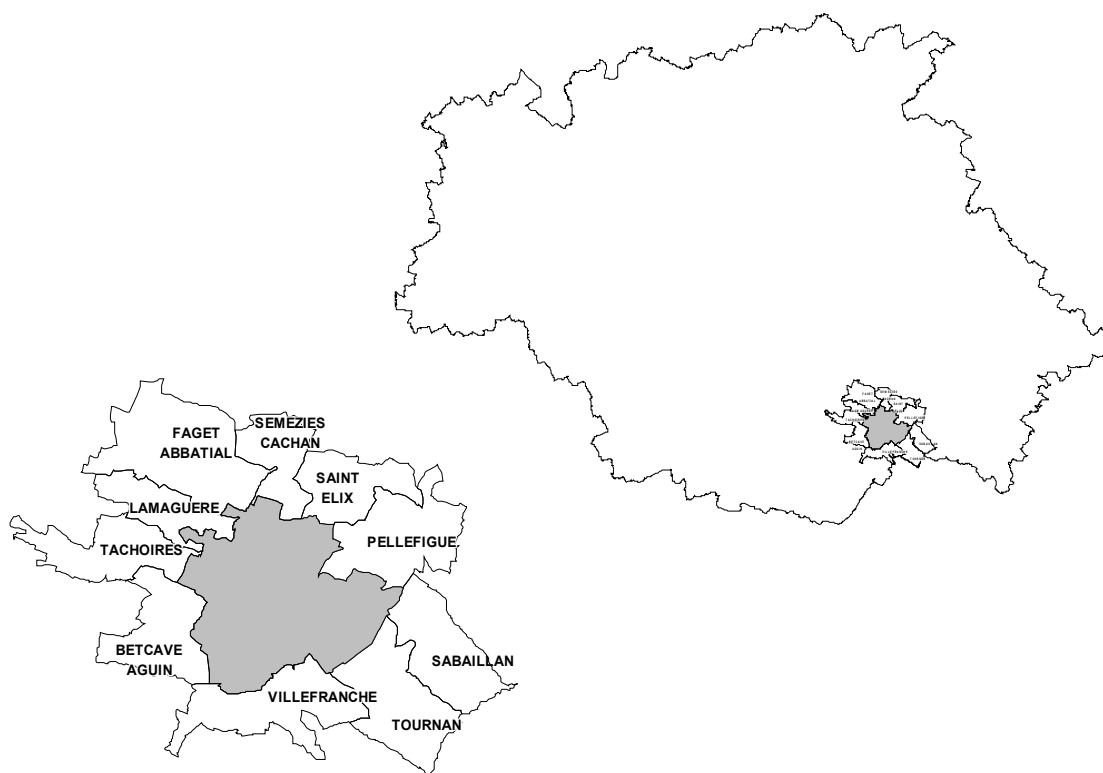 FAGET
ABBATIAL
SEMEZIES
CACHAN
SAINT
ELIX
LAMAGUERE
PELLEFIGUE
TACHOIRES
BETCAVE
AGUIN
SABAILLAN
VILLEFRANCHE
TOURNAN